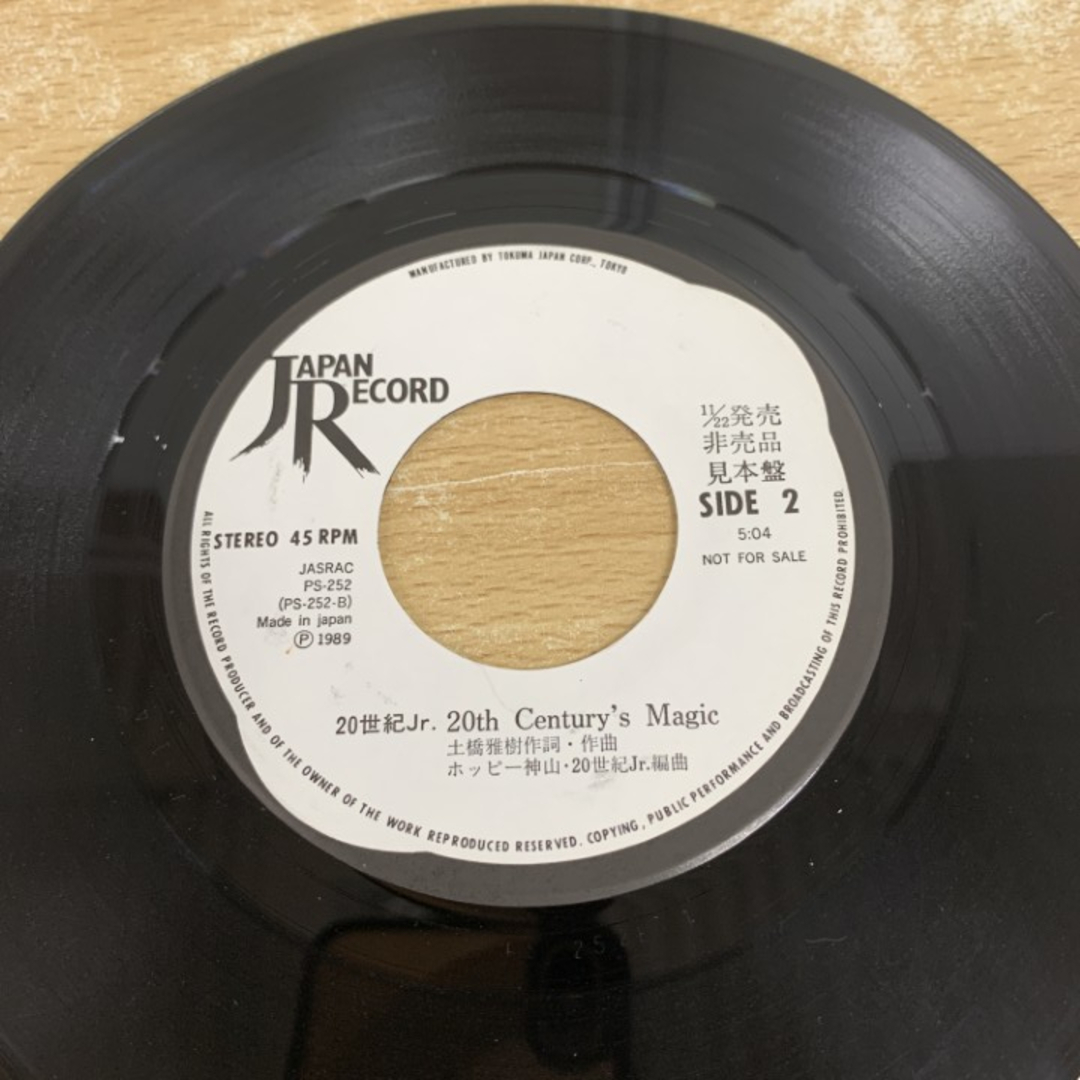 MANUFACTURED BY TOKUMA JAPAN CORP., TOKYO
JAPAN
RECORD
11/22発売
非売品
見本盤
SIDE 2
5:04
NOT FOR SALE
STEREO 45 RPM
JASRAC
PS-252
(PS-252-B)
Made in japan
Ⓟ 1989
20世紀Jr. 20th Century's Magic
土橋雅樹作詞・作曲
ホッピー神山・20世紀Jr.編曲
ALL RIGHTS OF THE RECORD PRODUCER AND OF THE OWNER OF THE WORK REPRODUCED RESERVED. COPYING, PUBLIC PERFORMANCE AND BROADCASTING OF THIS RECORD PROHIBITED.